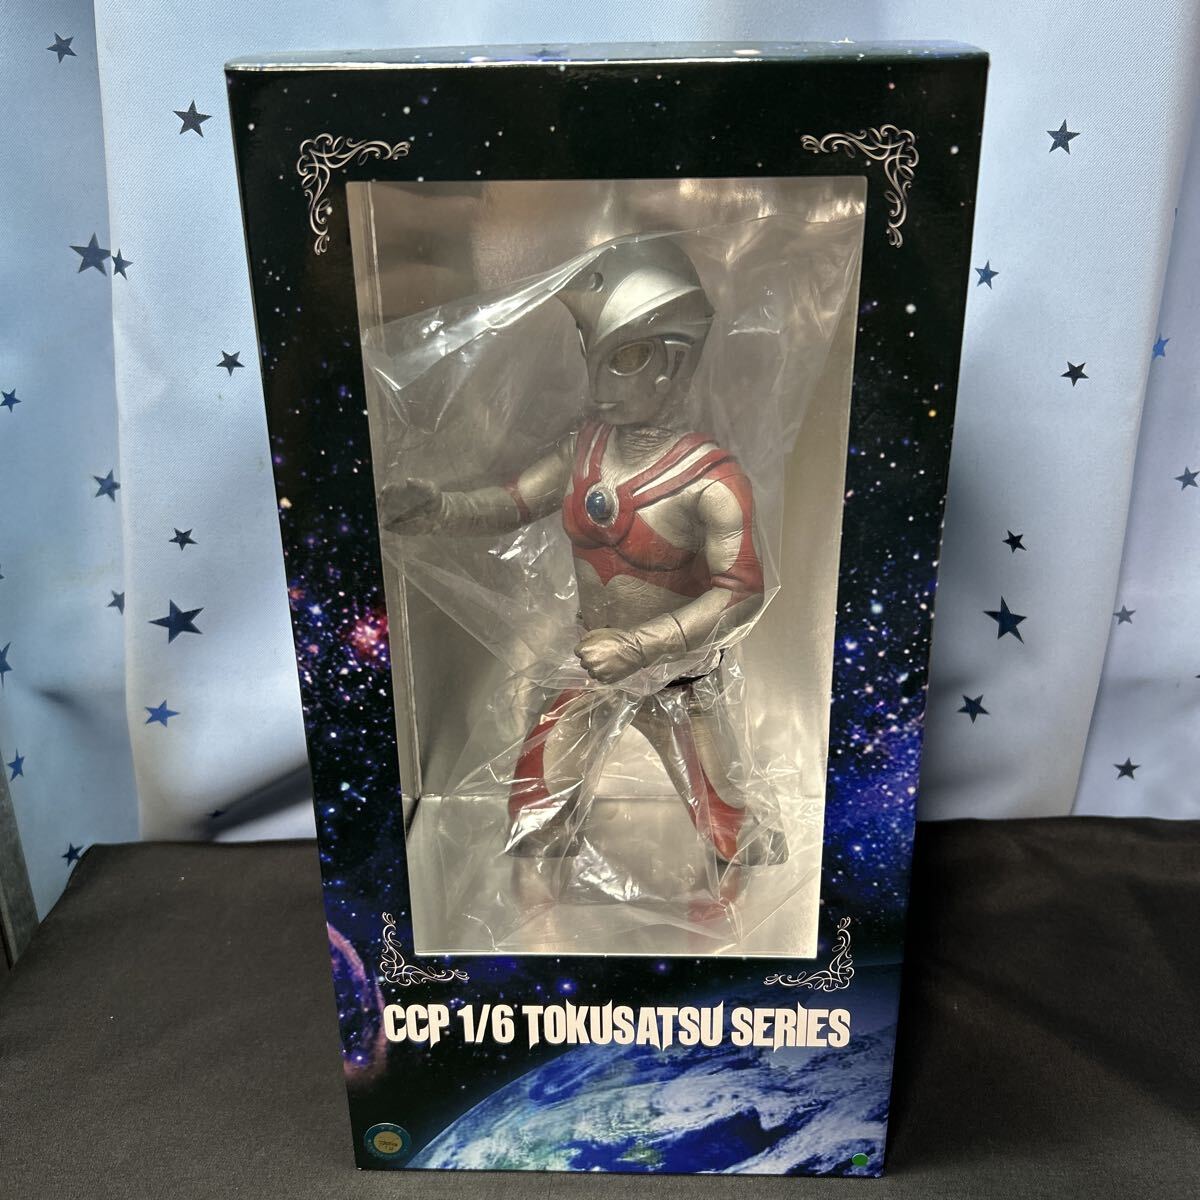 CCP 1/6 TOKUSATSU SERIES